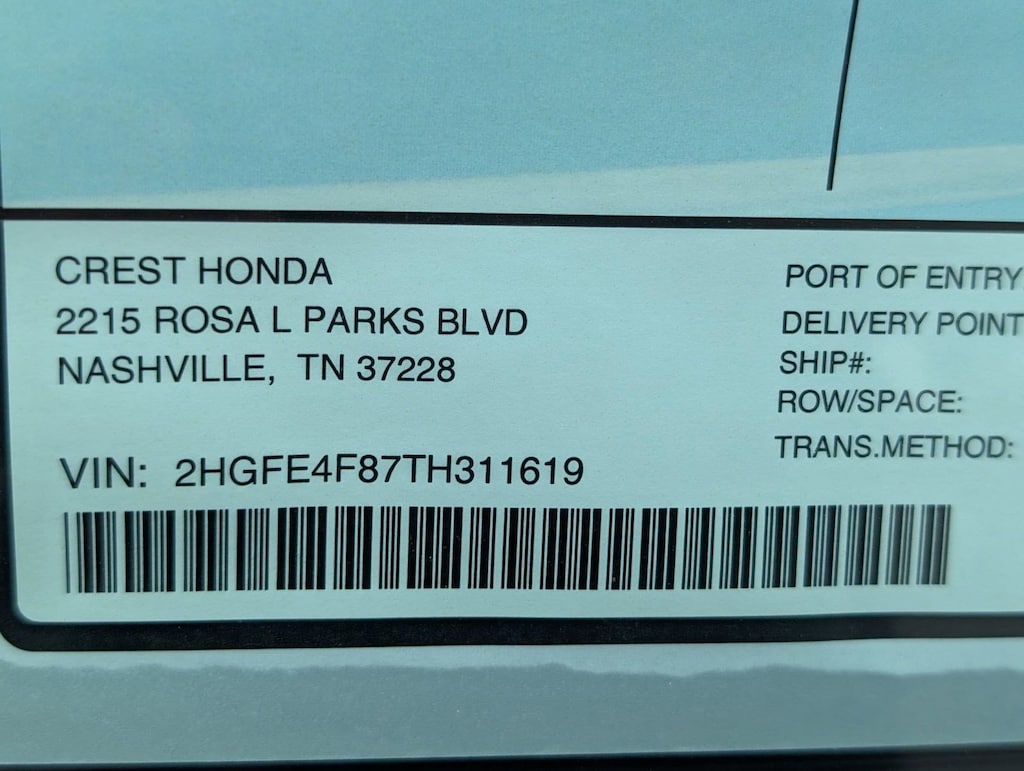 CREST HONDA
2215 ROSA L PARKS BLVD
NASHVILLE, TN 37228
VIN: 2HGFE4F87TH311619
PORT OF ENTRY
DELIVERY POINT
SHIP#:
ROW/SPACE:
TRANS.METHOD: